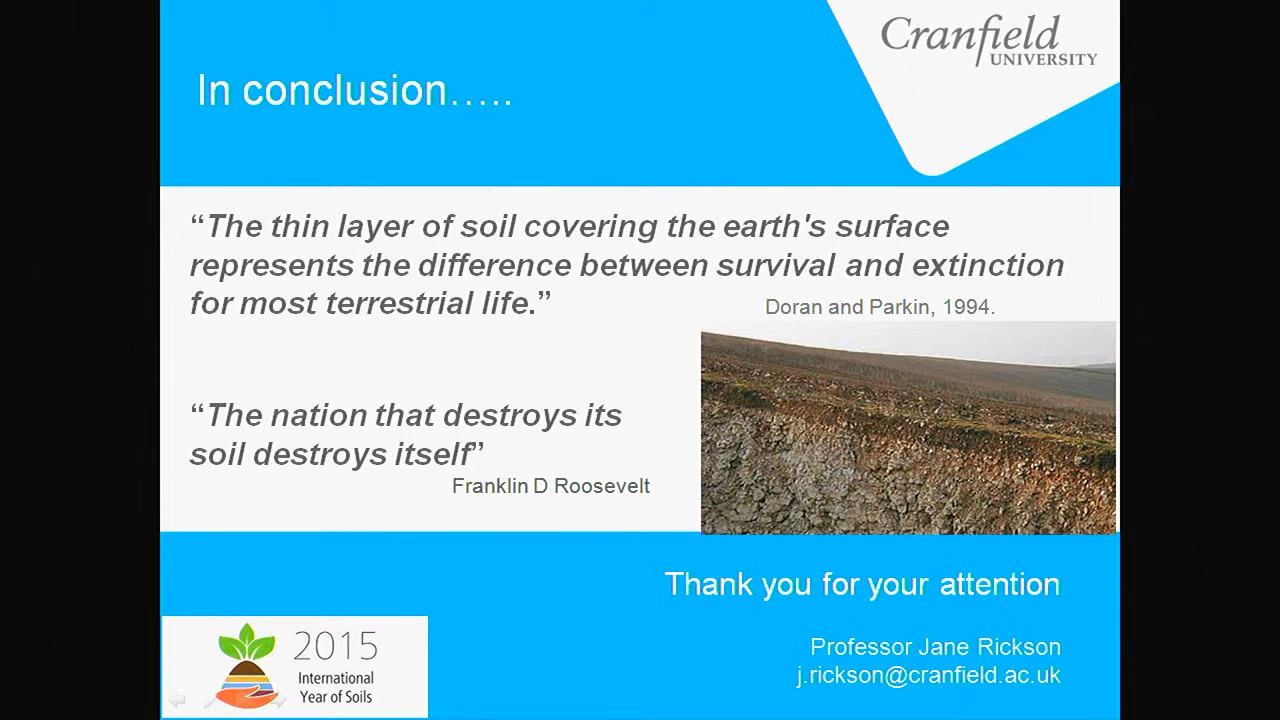 Cranfield
UNIVERSITY
In conclusion…..
“The thin layer of soil covering the earth's surface
represents the difference between survival and extinction
for most terrestrial life.”
Doran and Parkin, 1994.
“The nation that destroys its
soil destroys itself”
Franklin D Roosevelt
Thank you for your attention
Professor Jane Rickson
j.rickson@cranfield.ac.uk
2015
International
Year of Soils